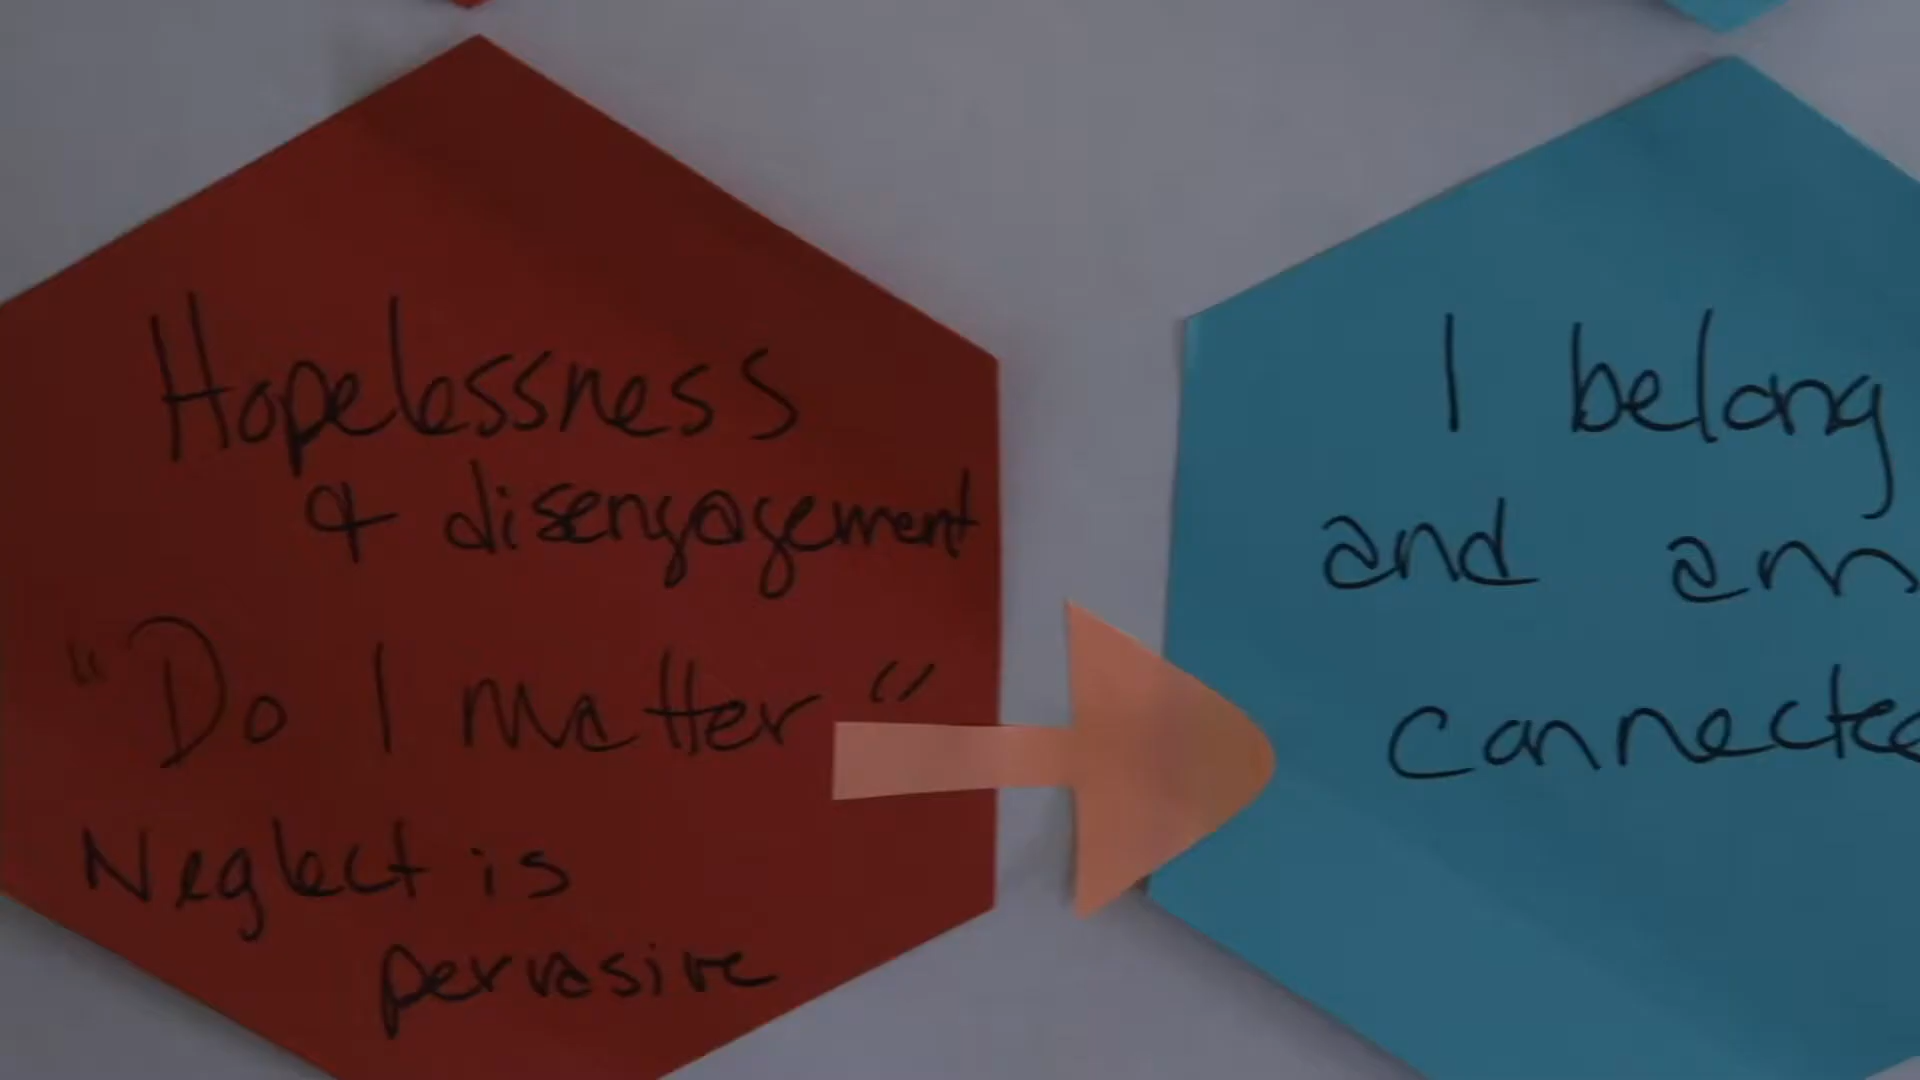 Hopelessness
& disengagement
"Do I matter"
Neglect is
pervasive
I belong
and am
connecte